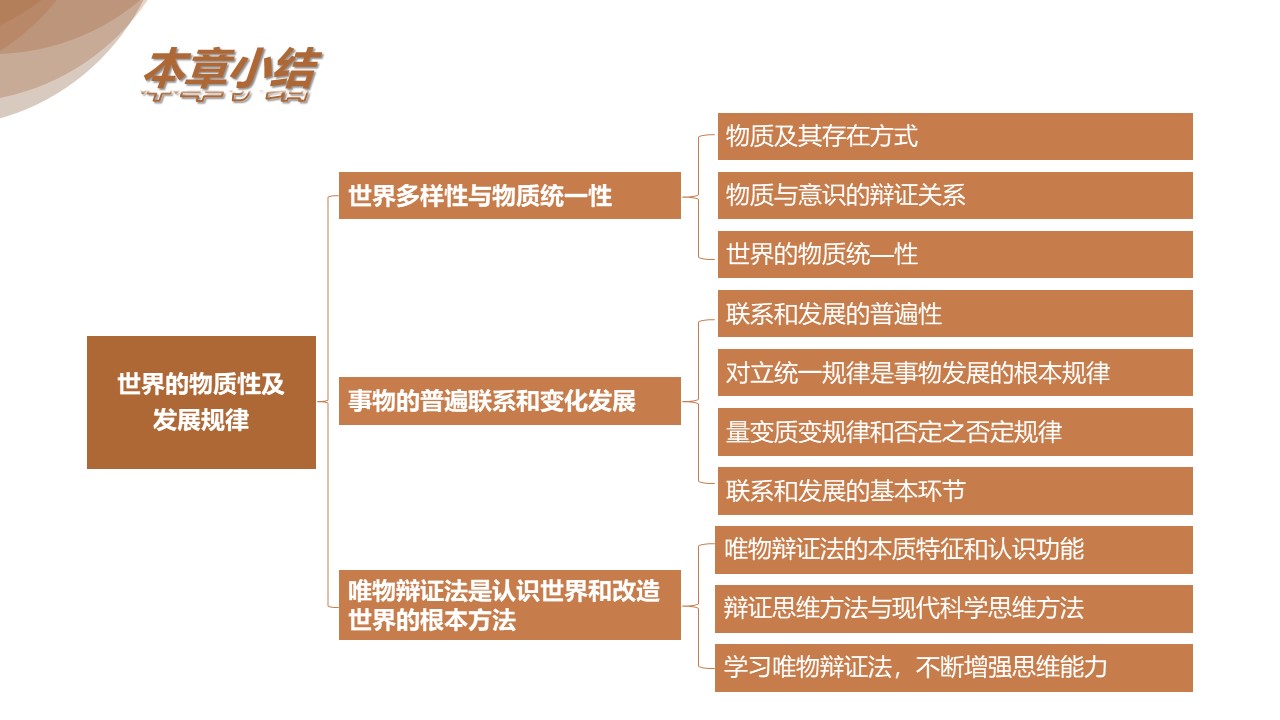 本章小结
世界的物质性及
发展规律
世界多样性与物质统一性
物质及其存在方式
物质与意识的辩证关系
世界的物质统—性
事物的普遍联系和变化发展
联系和发展的普遍性
对立统一规律是事物发展的根本规律
量变质变规律和否定之否定规律
联系和发展的基本环节
唯物辩证法是认识世界和改造
世界的根本方法
唯物辩证法的本质特征和认识功能
辩证思维方法与现代科学思维方法
学习唯物辩证法，不断增强思维能力